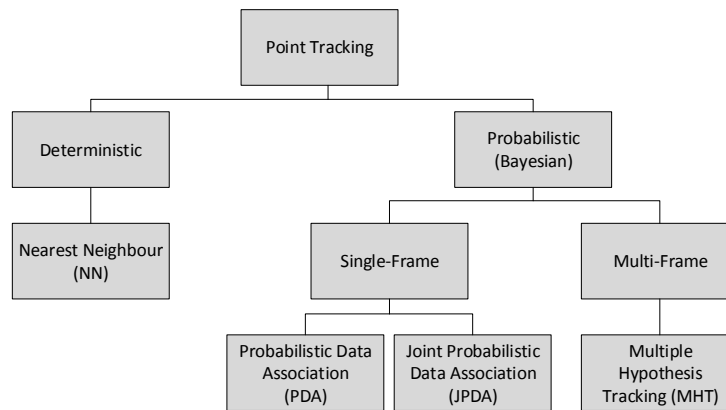 Point Tracking
Deterministic
Probabilistic
(Bayesian)
Nearest Neighbour
(NN)
Single-Frame
Multi-Frame
Probabilistic Data
Association
(PDA)
Joint Probabilistic
Data Association
(JPDA)
Multiple
Hypothesis
Tracking (MHT)